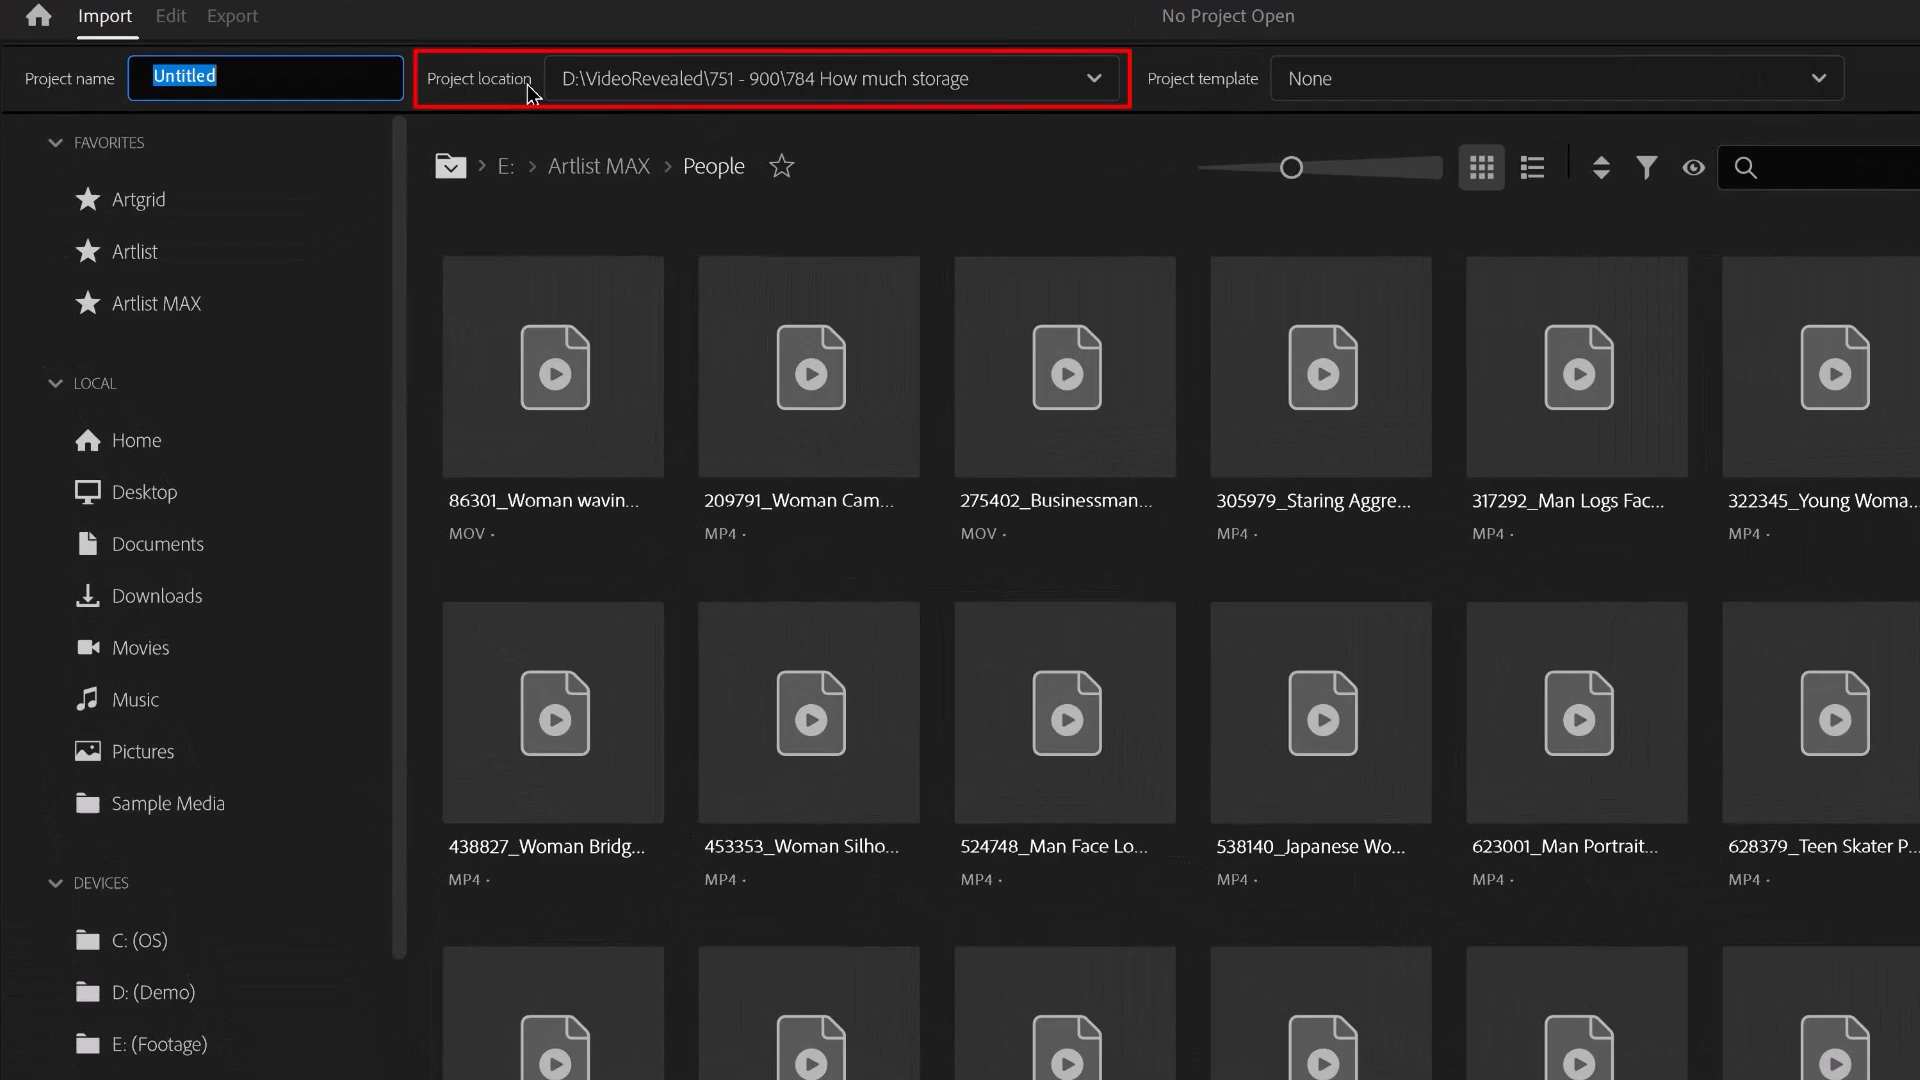 Import Edit Export No Project Open
Project name Untitled Project location D:\VideoRevealed\751 - 900\784 How much storage Project template None
FAVORITES
Artgrid
Artlist
Artlist MAX
LOCAL
Home
Desktop
Documents
Downloads
Movies
Music
Pictures
Sample Media
DEVICES
C: (OS)
D: (Demo)
E: (Footage)
E: > Artlist MAX > People
86301_Woman wavin... 209791_Woman Cam... 275402_Businessman... 305979_Staring Aggre... 317292_Man Logs Fac... 322345_Young Woma...
MOV · MP4 · MOV · MP4 · MP4 · MP4 ·
438827_Woman Bridg... 453353_Woman Silho... 524748_Man Face Lo... 538140_Japanese Wo... 623001_Man Portrait... 628379_Teen Skater P...
MP4 · MP4 · MP4 · MP4 · MP4 · MP4 ·